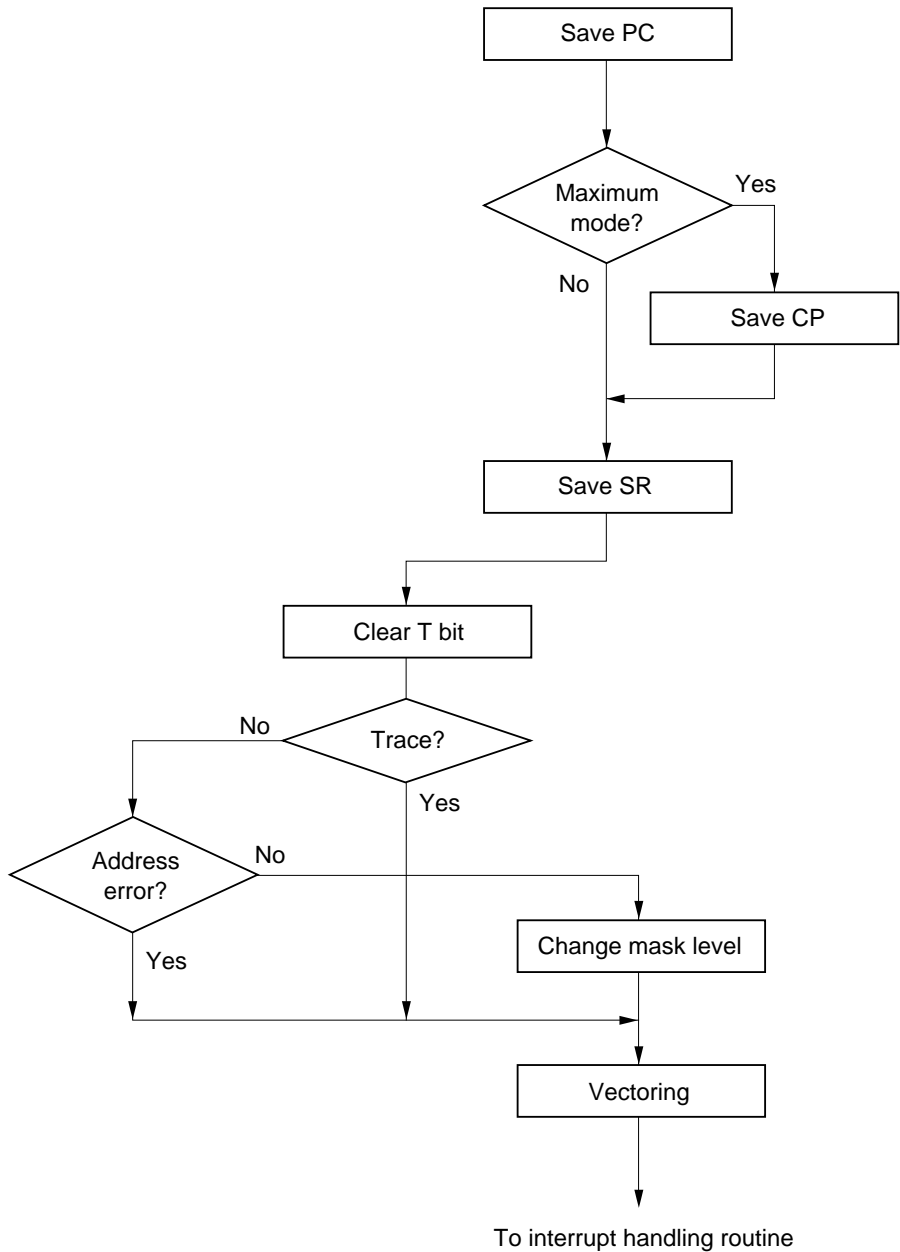 Save PC
Maximum
mode?
Yes
No
Save CP
Save SR
Clear T bit
No
Trace?
Yes
Address
error?
No
Yes
Change mask level
Vectoring
To interrupt handling routine